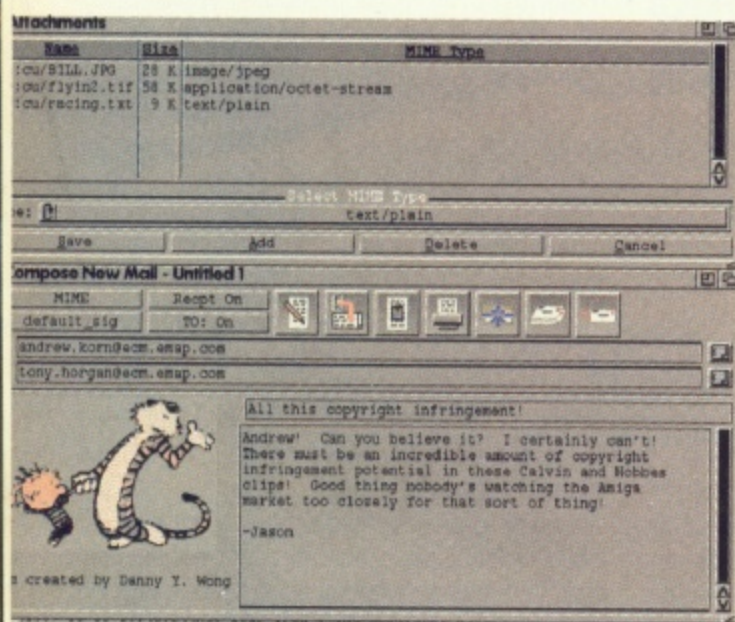 Attachments
Name Size MIME Type
:cu/BILL.JPG 28 K image/jpeg
:cu/flyin2.tif 58 K application/octet-stream
:cu/racing.txt 9 K text/plain
Select MIME Type
pe: text/plain
Save Add Delete Cancel
Compose New Mail - Untitled 1
MIME Recpt On
default_sig TO: On
andrew.korn@ecm.emap.com
tony.horgan@ecm.emap.com
All this copyright infringement!
Andrew! Can you believe it? I certainly can't!
There must be an incredible amount of copyright
infringement potential in these Calvin and Hobbes
clips! Good thing nobody's watching the Amiga
market too closely for that sort of thing!
-Jason
s created by Danny Y. Wong